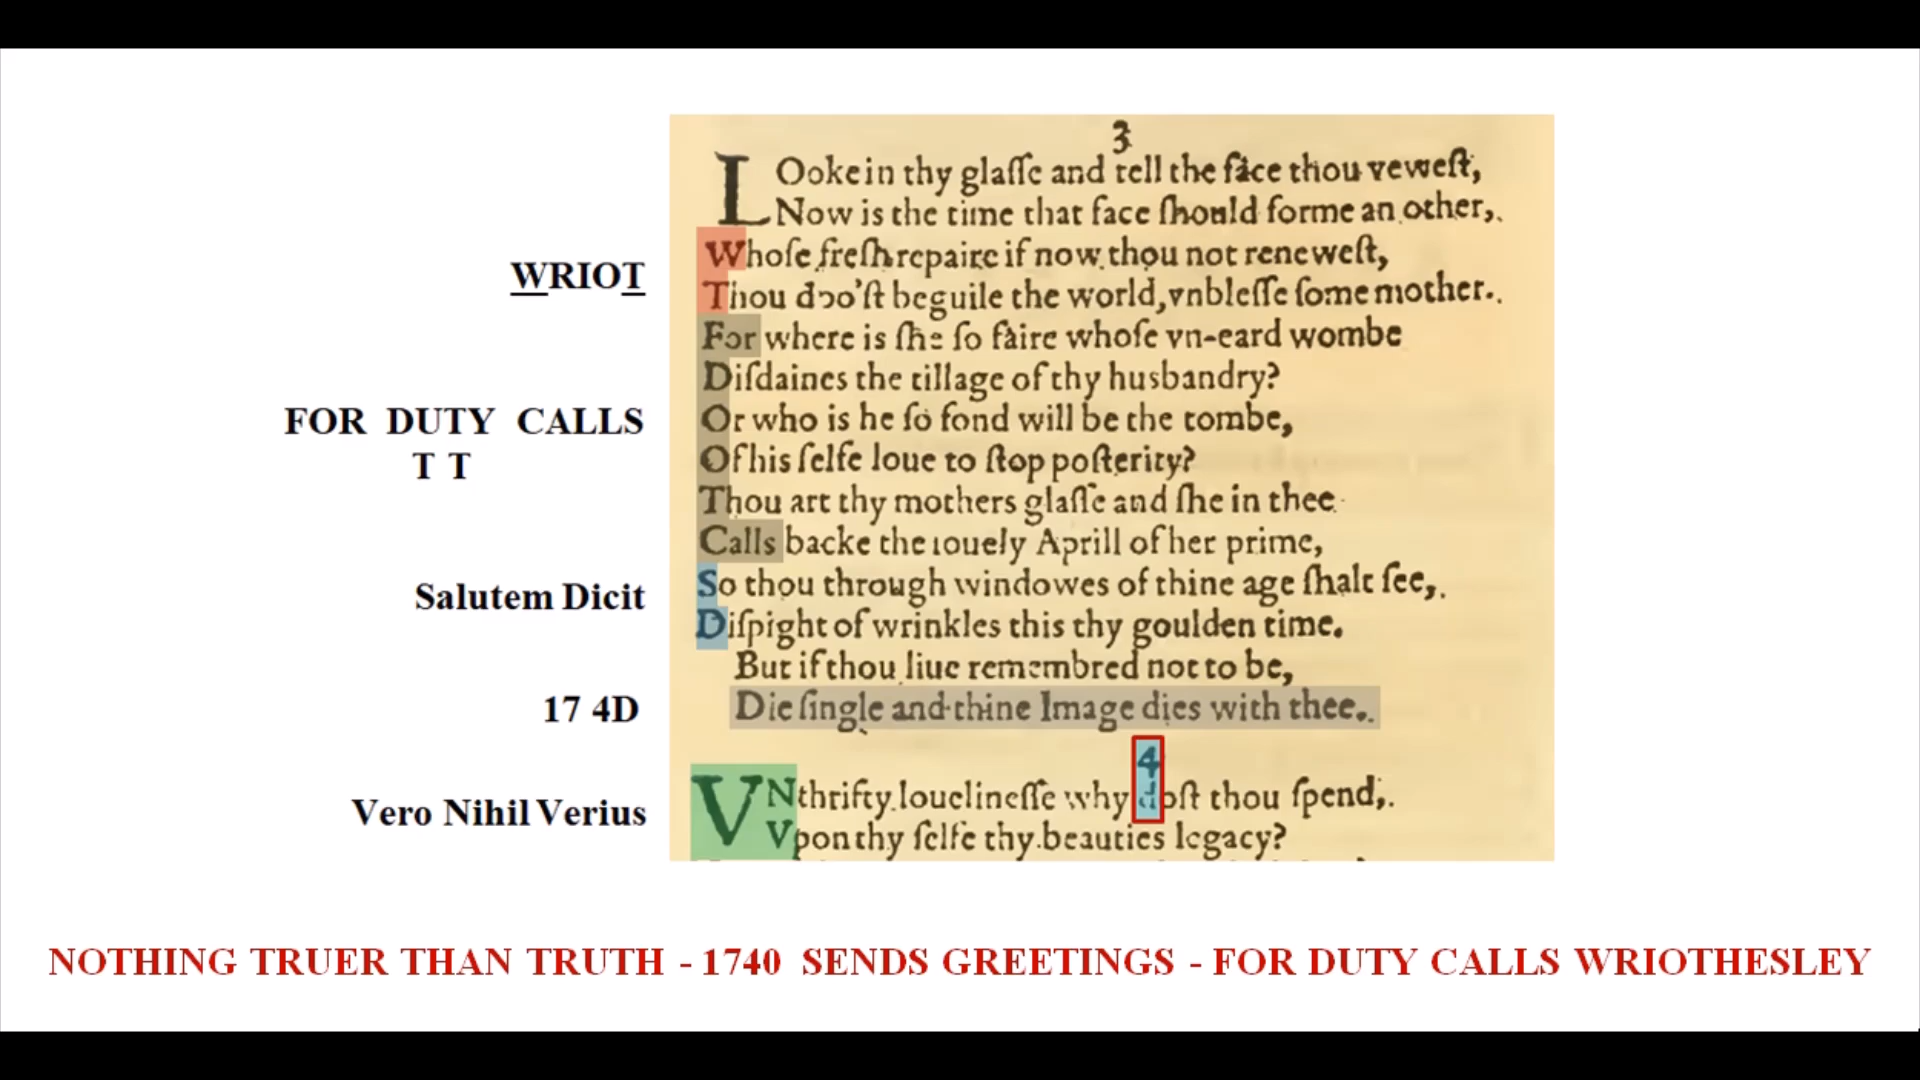 WRIOT
FOR DUTY CALLS
T T
Salutem Dicit
17 4D
Vero Nihil Verius
3
LOoke in thy glaſſe and tell the face thou veweſt,
Now is the time that face ſhould forme an other,.
Whoſe freſh repaire if now thou not reneweſt,
Thou doo'ſt beguile the world, vnbleſſe ſome mother..
For where is ſhe ſo faire whoſe vn-eard wombe
Diſdaines the tillage of thy husbandry?
Or who is he ſo fond will be the tombe,
Of his ſelfe loue to ſtop poſterity?
Thou art thy mothers glaſſe and ſhe in thee
Calls backe the louely Aprill of her prime,
So thou through windowes of thine age ſhalt ſee,.
Diſpight of wrinkles this thy goulden time.
But if thou liue remembred not to be,
Die ſingle and thine Image dies with thee..
4
VNthrifty louelineſſe why doſt thou ſpend,.
Vpon thy ſelfe thy beauties legacy?
NOTHING TRUER THAN TRUTH - 1740 SENDS GREETINGS - FOR DUTY CALLS WRIOTHESLEY